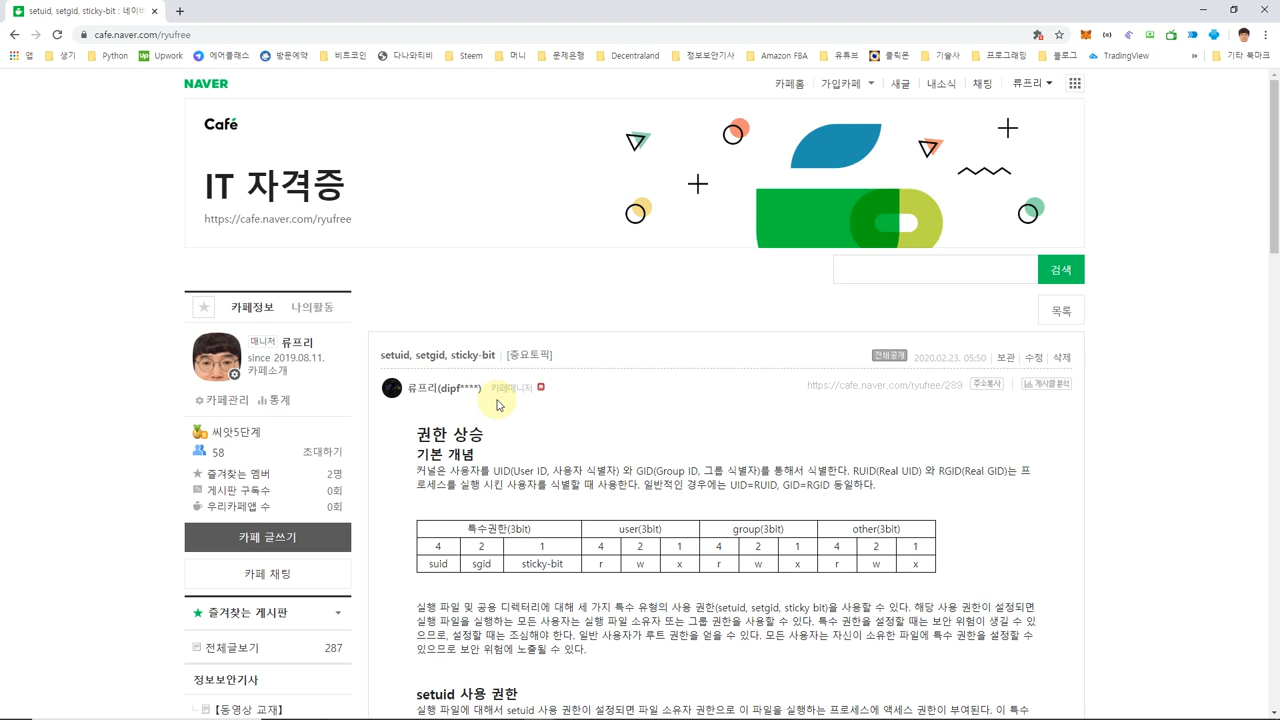 setuid, setgid, sticky-bit : 네이버
cafe.naver.com/ryufree
앱 생기 Python Upwork 에어클래스 방문예약 비트코인 다나와티비 Steem 머니 문제은행 Decentraland 정보보안기사 Amazon FBA 유튜브 클릭온 기술사 프로그래밍 블로그 TradingView » 기타 북마크
NAVER 카페홈 가입카페 새글 내소식 채팅 류프리
Café
IT 자격증
https://cafe.naver.com/ryufree
검색
카페정보 나의활동
목록
매니저 류프리
since 2019.08.11.
카페소개
카페관리 통계
씨앗5단계
58 초대하기
즐겨찾는 멤버 2명
게시판 구독수 0회
우리카페앱 수 0회
카페 글쓰기
카페 채팅
즐겨찾는 게시판
전체글보기 287
정보보안기사
【동영상 교재】
setuid, setgid, sticky-bit | [중요토픽] 전체공개 2020.02.23. 05:50 | 보관 | 수정 | 삭제
류프리(dipf****) 카페매니저 https://cafe.naver.com/ryufree/289 주소복사 | 게시글 분석
권한 상승
기본 개념
커널은 사용자를 UID(User ID, 사용자 식별자) 와 GID(Group ID, 그룹 식별자)를 통해서 식별한다. RUID(Real UID) 와 RGID(Real GID)는 프
로세스를 실행 시킨 사용자를 식별할 때 사용한다. 일반적인 경우에는 UID=RUID, GID=RGID 동일하다.
특수권한(3bit) user(3bit) group(3bit) other(3bit)
4 2 1 4 2 1 4 2 1 4 2 1
suid sgid sticky-bit r w x r w x r w x
실행 파일 및 공용 디렉터리에 대해 세 가지 특수 유형의 사용 권한(setuid, setgid, sticky bit)을 사용할 수 있다. 해당 사용 권한이 설정되면
실행 파일을 실행하는 모든 사용자는 실행 파일 소유자 또는 그룹 권한을 사용할 수 있다. 특수 권한을 설정할 때는 보안 위험이 생길 수 있
으므로, 설정할 때는 조심해야 한다. 일반 사용자가 루트 권한을 얻을 수 있다. 모든 사용자는 자신이 소유한 파일에 특수 권한을 설정할 수
있으므로 보안 위험에 노출될 수 있다.
setuid 사용 권한
실행 파일에 대해서 setuid 사용 권한이 설정되면 파일 소유자 권한으로 이 파일을 실행하는 프로세스에 액세스 권한이 부여된다. 이 특수